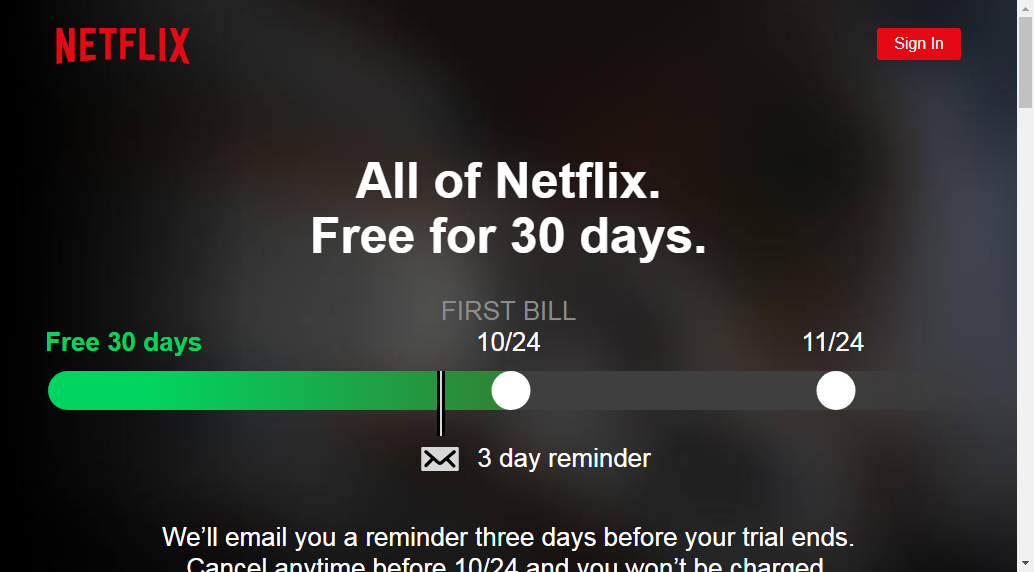 NETFLIX
Sign In
All of Netflix.
Free for 30 days.
FIRST BILL
Free 30 days
10/24
11/24
3 day reminder
We’ll email you a reminder three days before your trial ends.
Cancel anytime before 10/24 and you won’t be charged